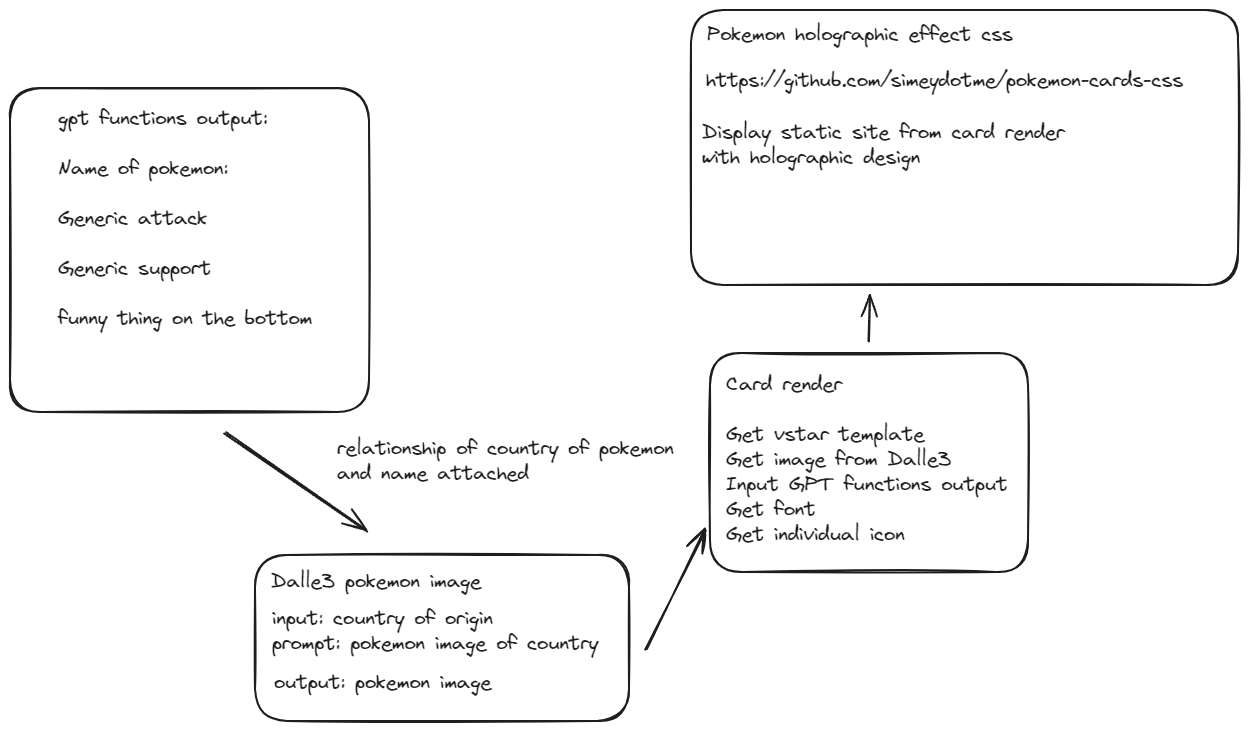 gpt functions output:
Name of pokemon:
Generic attack
Generic support
funny thing on the bottom
relationship of country of pokemon
and name attached
Dalle3 pokemon image
input: country of origin
prompt: pokemon image of country
output: pokemon image
Card render
Get vstar template
Get image from Dalle3
Input GPT functions output
Get font
Get individual icon
Pokemon holographic effect css
https://github.com/simeydotme/pokemon-cards-css
Display static site from card render
with holographic design